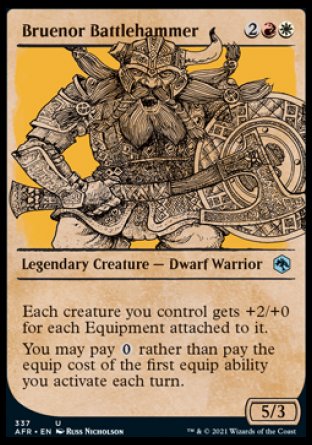 Bruenor Battlehammer 2
Legendary Creature — Dwarf Warrior
Each creature you control gets +2/+0
for each Equipment attached to it.
You may pay 0 rather than pay the
equip cost of the first equip ability
you activate each turn.
5/3
337 U
AFR • EN Russ Nicholson
™ & © 2021 Wizards of the Coast